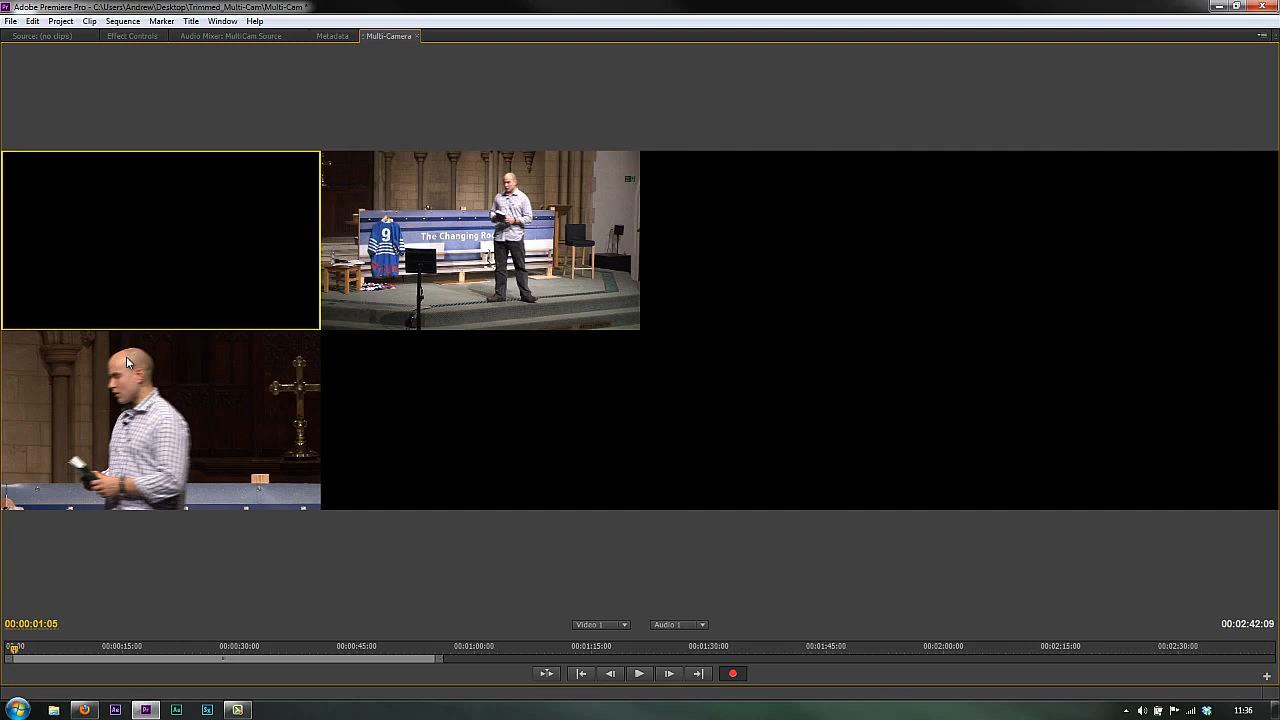 Adobe Premiere Pro - C:\Users\Andrew\Desktop\Trimmed_Multi-Cam\Multi-Cam *
File Edit Project Clip Sequence Marker Title Window Help
Source: (no clips) Effect Controls Audio Mixer: MultiCam Source Metadata Multi-Camera
9
The Changing Ro
00:00:01:05 Video 1 Audio 1 00:02:42:09
00:00:15:00 00:00:30:00 00:00:45:00 00:01:00:00 00:01:15:00 00:01:30:00 00:01:45:00 00:02:00:00 00:02:15:00 00:02:30:00
Ae Pr Au Sg 11:36